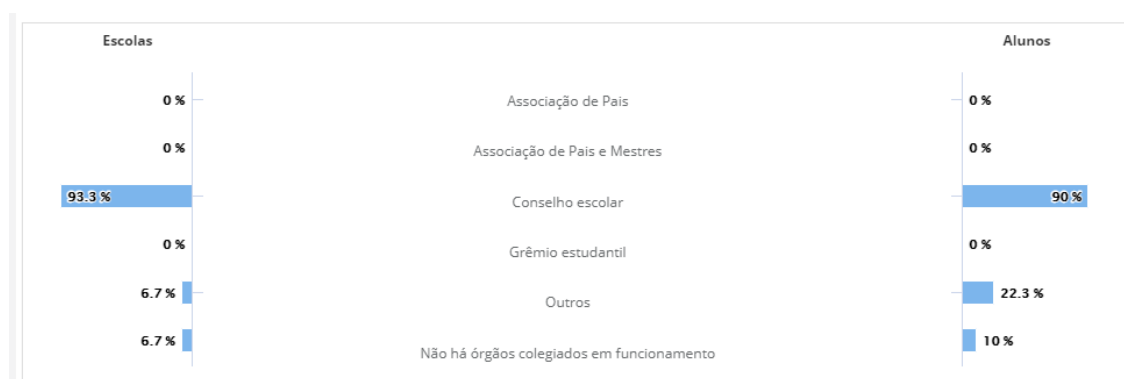 Escolas Alunos
0 % Associação de Pais 0 %
0 % Associação de Pais e Mestres 0 %
93.3 % Conselho escolar 90 %
0 % Grêmio estudantil 0 %
6.7 % Outros 22.3 %
6.7 % Não há órgãos colegiados em funcionamento 10 %